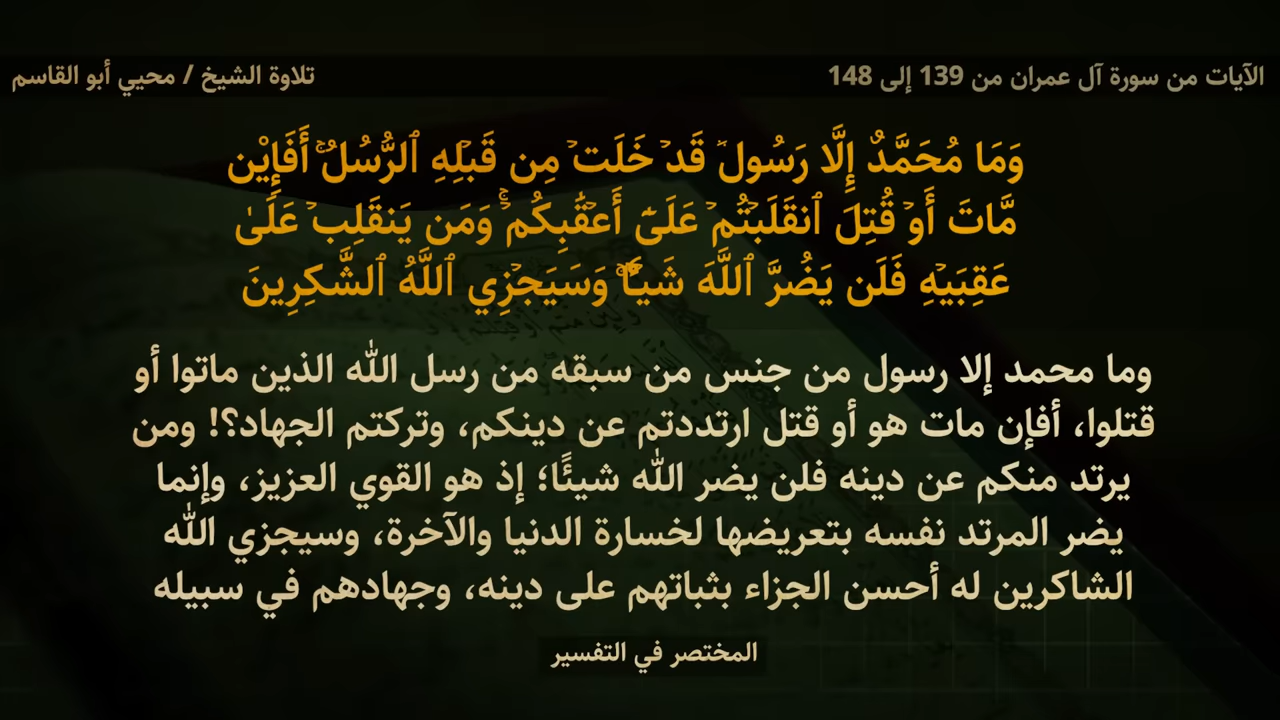 الآيات من سورة آل عمران من 139 إلى 148
تلاوة الشيخ / محيي أبو القاسم
وَمَا مُحَمَّدٌ إِلَّا رَسُولٞ قَدۡ خَلَتۡ مِن قَبۡلِهِ ٱلرُّسُلُۚ أَفَإِيْن
مَّاتَ أَوۡ قُتِلَ ٱنقَلَبۡتُمۡ عَلَىٰٓ أَعۡقَٰبِكُمۡۚ وَمَن يَنقَلِبۡ عَلَىٰ
عَقِبَيۡهِ فَلَن يَضُرَّ ٱللَّهَ شَيۡـٔٗاۗ وَسَيَجۡزِي ٱللَّهُ ٱلشَّٰكِرِينَ
وما محمد إلا رسول من جنس من سبقه من رسل الله الذين ماتوا أو
قتلوا، أفإن مات هو أو قتل ارتددتم عن دينكم، وتركتم الجهاد؟! ومن
يرتد منكم عن دينه فلن يضر الله شيئًا؛ إذ هو القوي العزيز، وإنما
يضر المرتد نفسه بتعريضها لخسارة الدنيا والآخرة، وسيجزي الله
الشاكرين له أحسن الجزاء بثباتهم على دينه، وجهادهم في سبيله
المختصر في التفسير